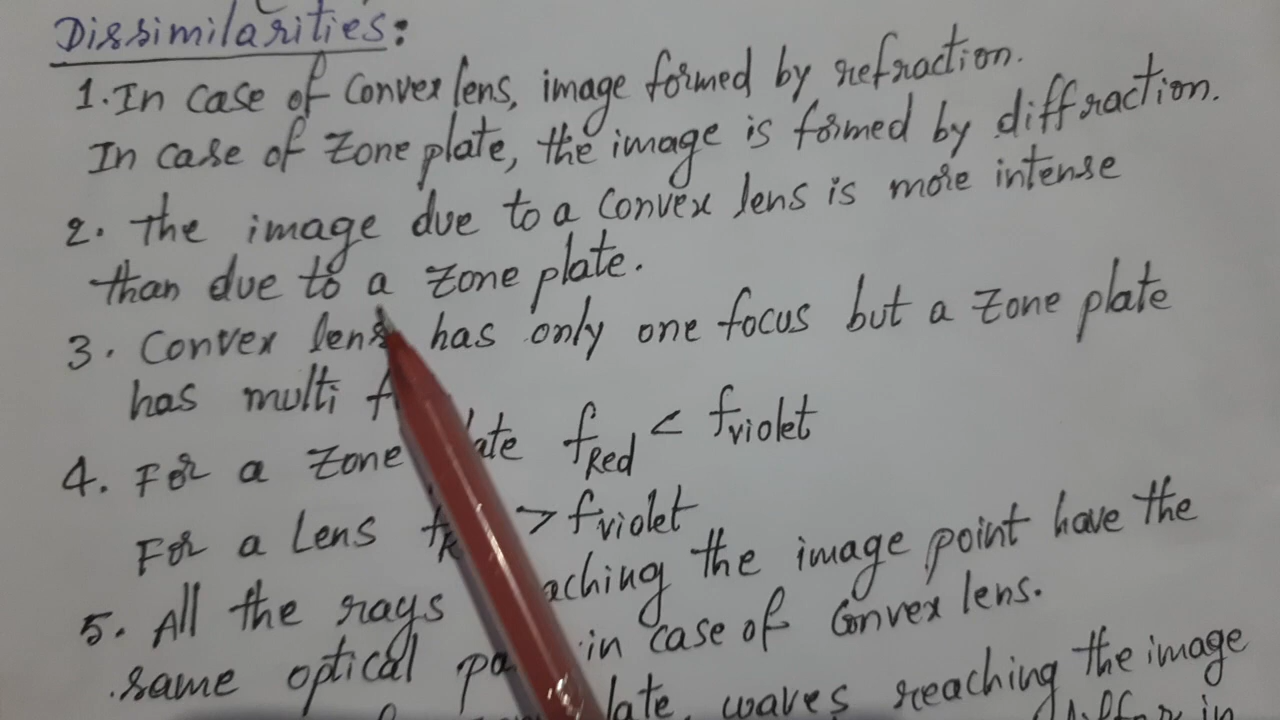 Dissimilarities:
1. In case of Convex lens, image formed by refraction.
In case of Zone plate, the image is formed by diffraction.
2. The image due to a Convex lens is more intense
than due to a zone plate.
3. Convex lens has only one focus but a zone plate
has multi
4. For a zone fRed < fviolet
For a Lens > fviolet
5. All the rays the image point have the
same optical in case of Convex lens.
waves reaching the image
in